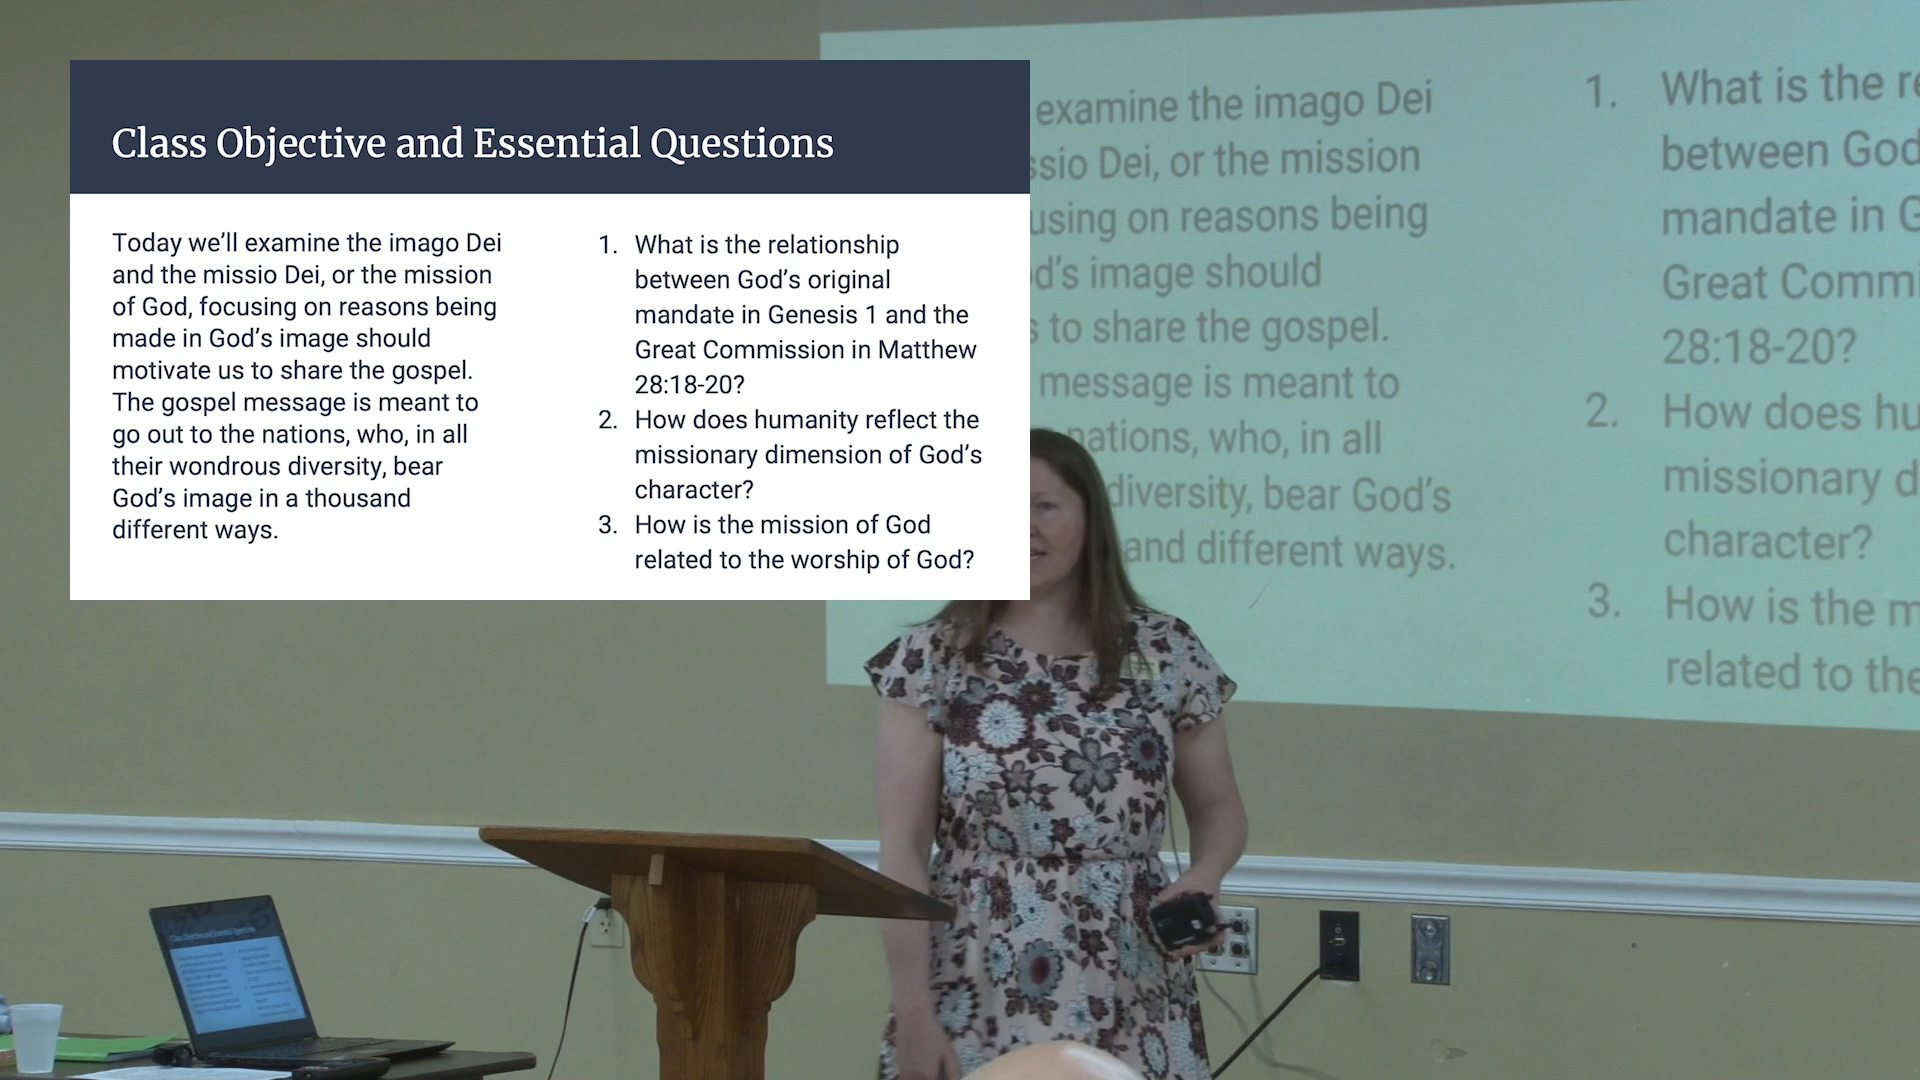 Class Objective and Essential Questions
Today we'll examine the imago Dei
and the missio Dei, or the mission
of God, focusing on reasons being
made in God's image should
motivate us to share the gospel.
The gospel message is meant to
go out to the nations, who, in all
their wondrous diversity, bear
God's image in a thousand
different ways.
1. What is the relationship
between God's original
mandate in Genesis 1 and the
Great Commission in Matthew
28:18-20?
2. How does humanity reflect the
missionary dimension of God's
character?
3. How is the mission of God
related to the worship of God?
examine the imago Dei
ssio Dei, or the mission
using on reasons being
d's image should
s to share the gospel.
message is meant to
nations, who, in all
diversity, bear God's
and different ways.
1. What is the re
between God
mandate in G
Great Commi
28:18-20?
2. How does hu
missionary d
character?
3. How is the m
related to the
Class Objective and Essential Questions